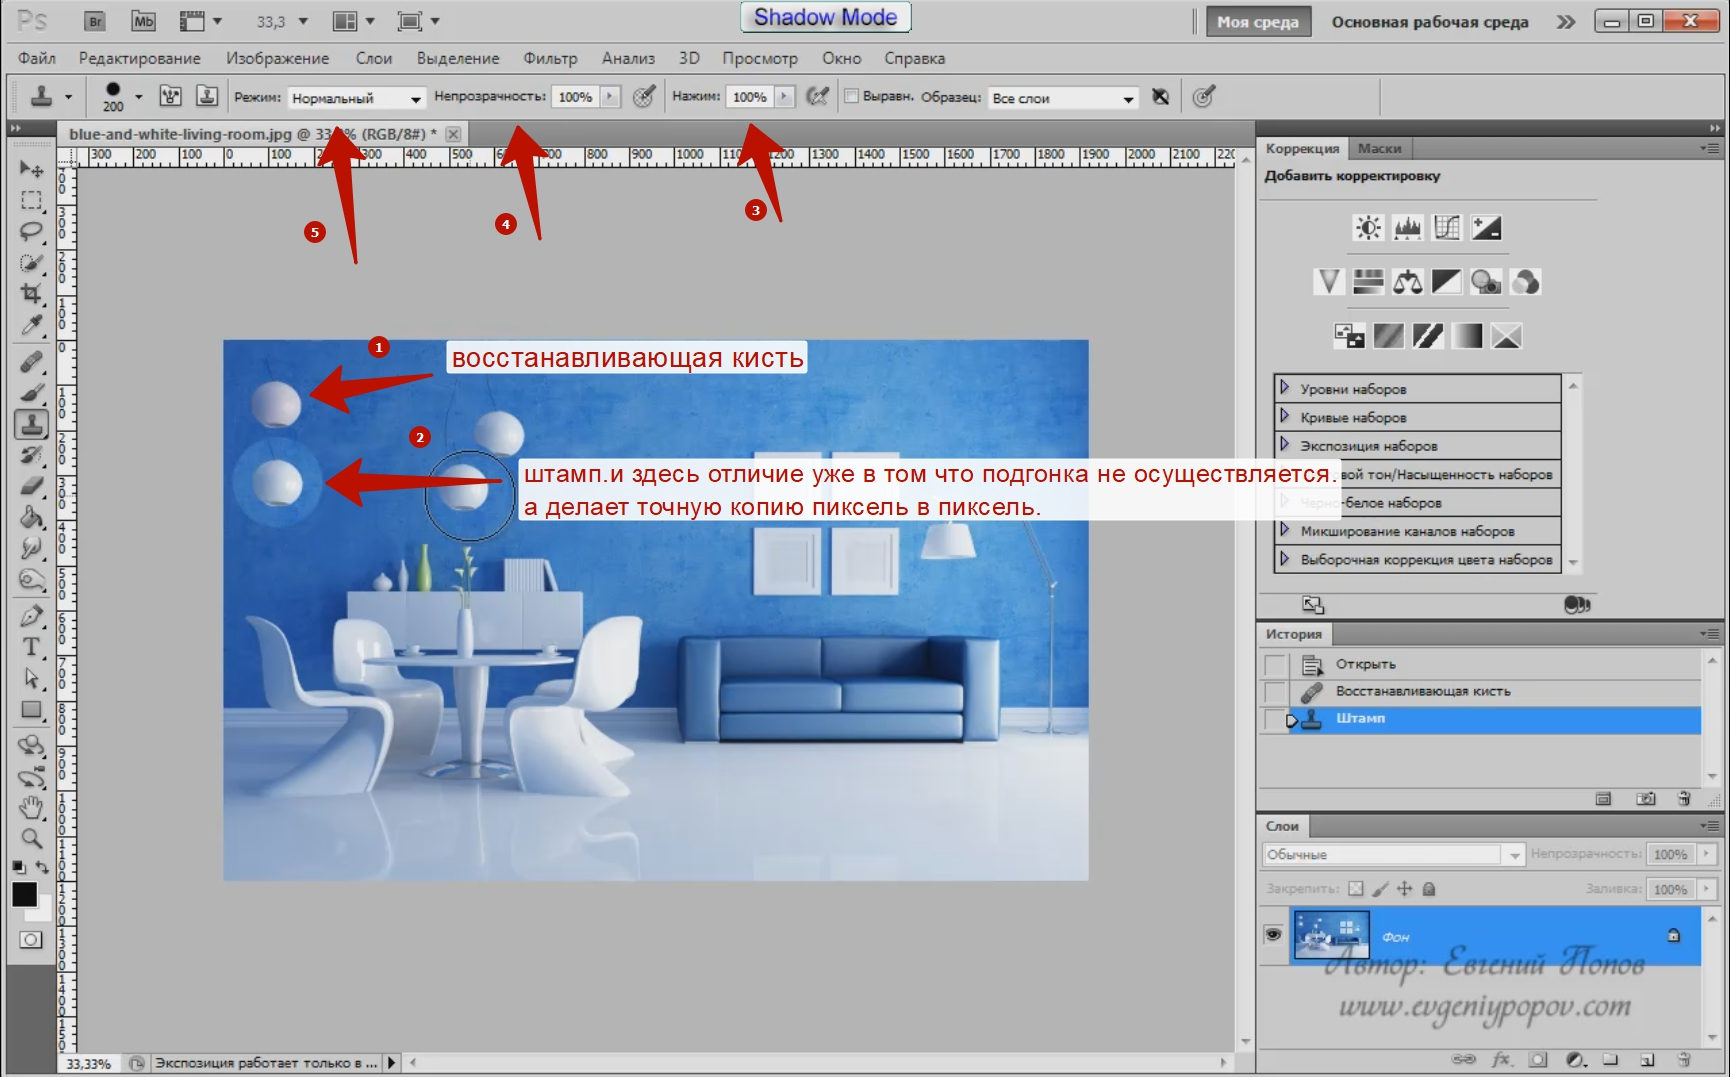 Ps
Br
Mb
33,3
Shadow Mode
Моя среда
Основная рабочая среда
Файл Редактирование Изображение Слои Выделение Фильтр Анализ 3D Просмотр Окно Справка
200
Режим: Нормальный
Непрозрачность: 100%
Нажим: 100%
Выравн. Образец: Все слои
blue-and-white-living-room.jpg @ 33,
% (RGB/8#) *
300 200 100 0 100 300 400 500 800 900 1000 1100 1200 1300 1400 1500 1600 1700 1800 1900 2000 2100 220
5
4
3
1
восстанавливающая кисть
2
штамп.и здесь отличие уже в том что подгонка не осуществляется.
а делает точную копию пиксель в пиксель.
Коррекция
Маски
Добавить корректировку
Уровни наборов
Кривые наборов
Экспозиция наборов
вой тон/Насыщенность наборов
Черно-белое наборов
Микширование каналов наборов
Выборочная коррекция цвета наборов
История
Открыть
Восстанавливающая кисть
Штамп
Слои
Обычные
Непрозрачность: 100%
Закрепить:
Заливка: 100%
Фон
Автор: Евгений Попов
www.evgeniypopov.com
33,33%
Экспозиция работает только в ...